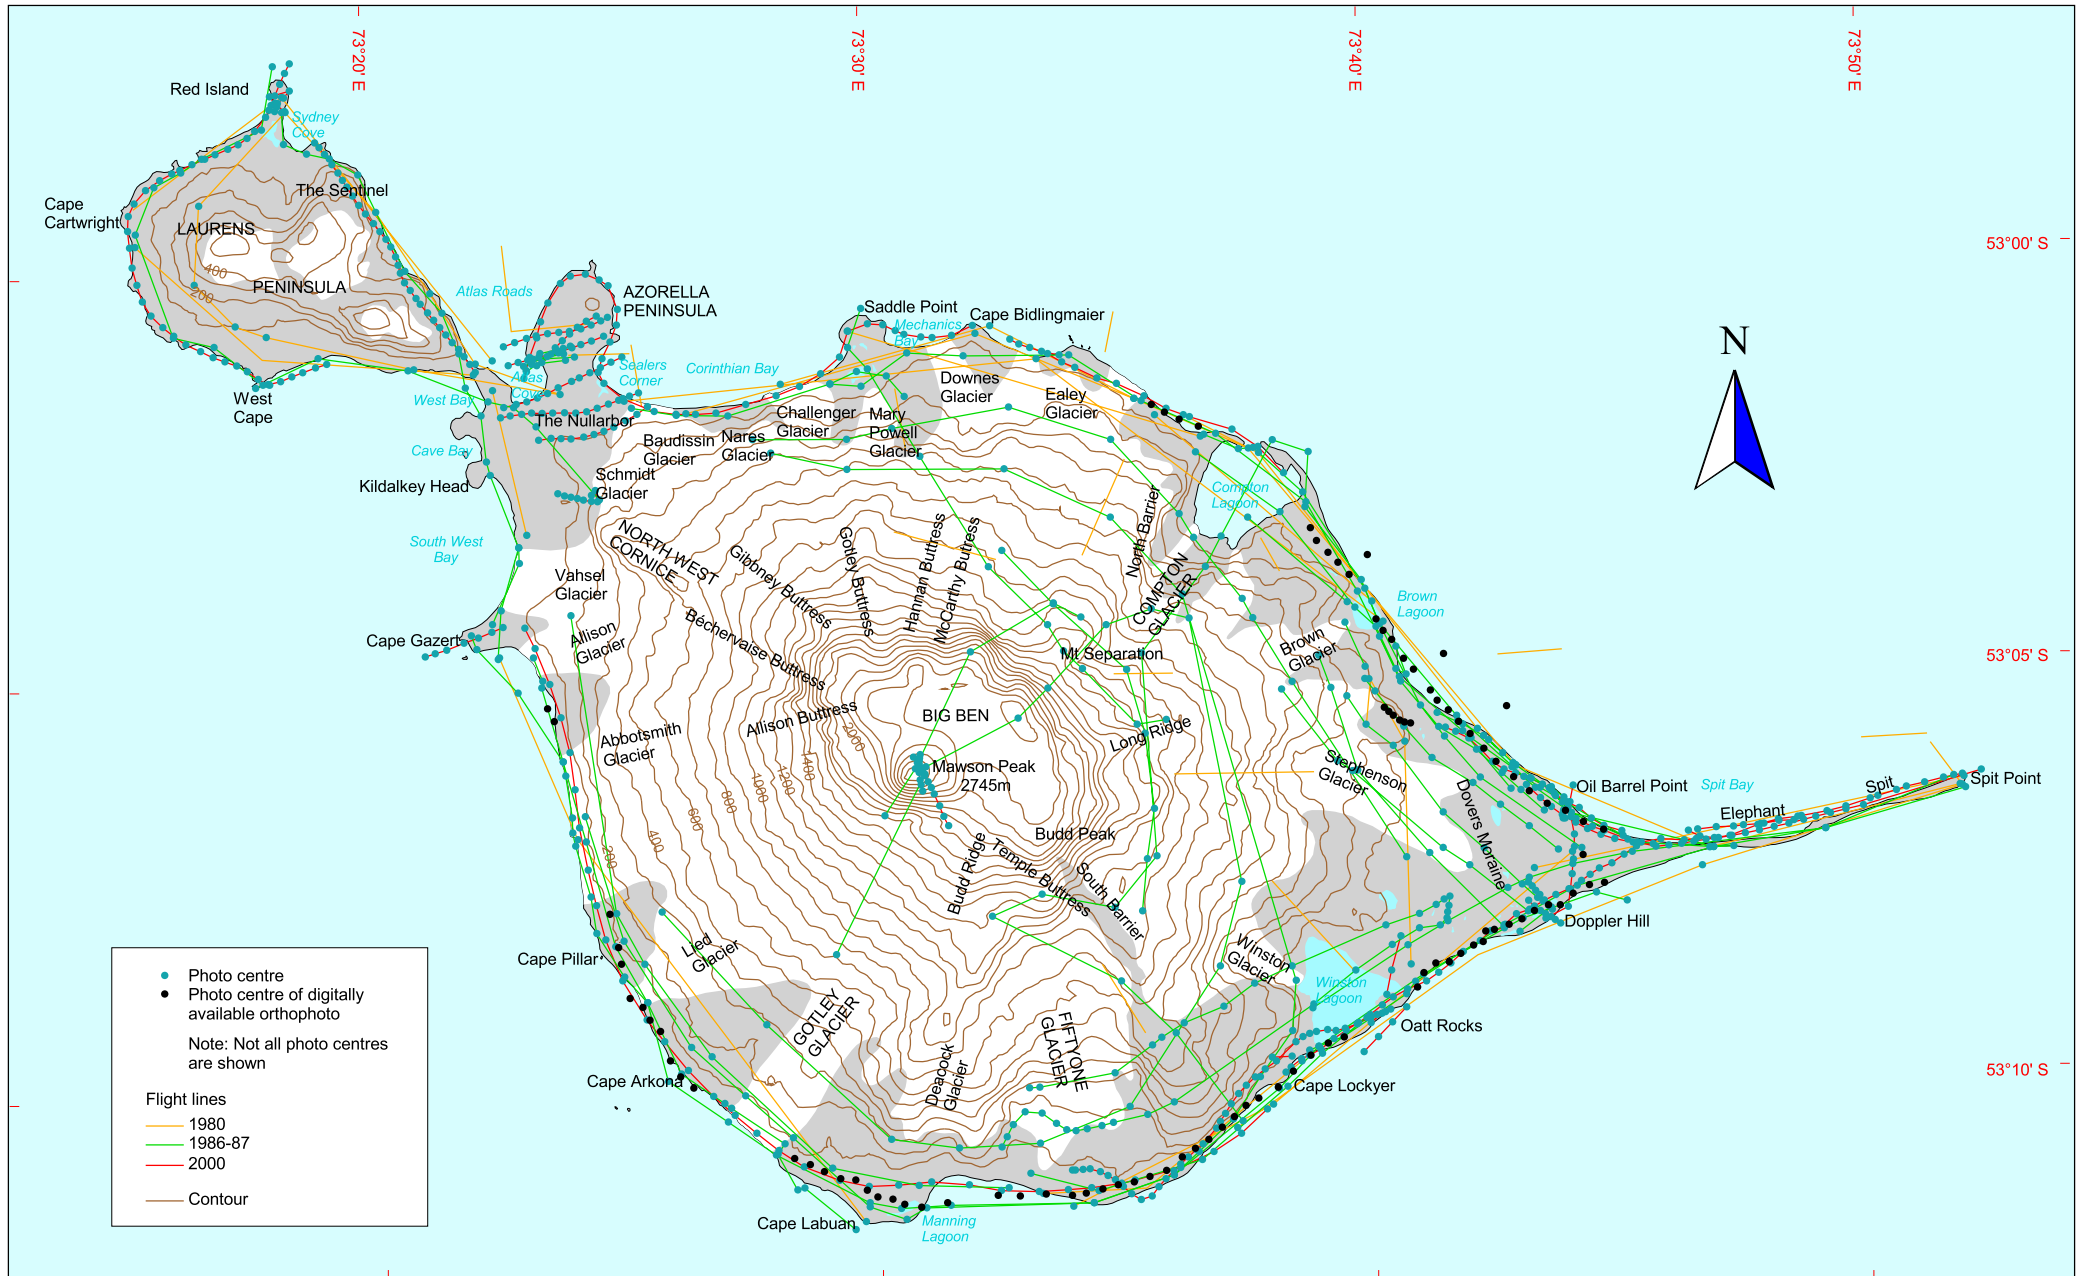 73°20' E
73°30' E
73°40' E
73°50' E
Red Island
Sydney
Cove
The Sentinel
Cape
Cartwright
LAURENS
400
200
PENINSULA
53°00' S
Atlas Roads
AZORELLA
PENINSULA
Saddle Point
Cape Bidlingmaier
Mechanics
Bay
N
Sealers
Corner
Corinthian Bay
Atlas
Cove
West
Cape
West Bay
The Nullarbor
Downes
Glacier
Ealey
Glacier
Challenger
Glacier
Mary
Powell
Glacier
Baudissin
Glacier
Nares
Glacier
Cave Bay
Kildalkey Head
Schmidt
Glacier
Compton
Lagoon
North Barrier
South West
Bay
NORTH WEST
CORNICE
Gibbney Buttress
Gotley Buttress
Hannan Buttress
McCarthy Buttress
Vahsel
Glacier
COMPTON
GLACIER
Brown
Lagoon
Cape Gazert
Allison
Glacier
Béchervaise Buttress
Mt Separation
Brown
Glacier
53°05' S
BIG BEN
Allison Buttress
2000
Abbotsmith
Glacier
Long Ridge
Mawson Peak
2745m
1400
1200
1000
800
600
400
200
Stephenson
Glacier
Dovers Moraine
Oil Barrel Point
Spit Bay
Elephant
Spit
Spit Point
Budd Peak
Budd Ridge
Temple Buttress
South Barrier
Doppler Hill
Lied
Glacier
Cape Pillar
Winston
Glacier
Winston
Lagoon
GOTLEY
GLACIER
FIFTYONE
GLACIER
Deacock
Glacier
Oatt Rocks
53°10' S
Cape Arkona
Cape Lockyer
Cape Labuan
Manning
Lagoon
Photo centre
Photo centre of digitally
available orthophoto
Note: Not all photo centres
are shown
Flight lines
1980
1986-87
2000
Contour